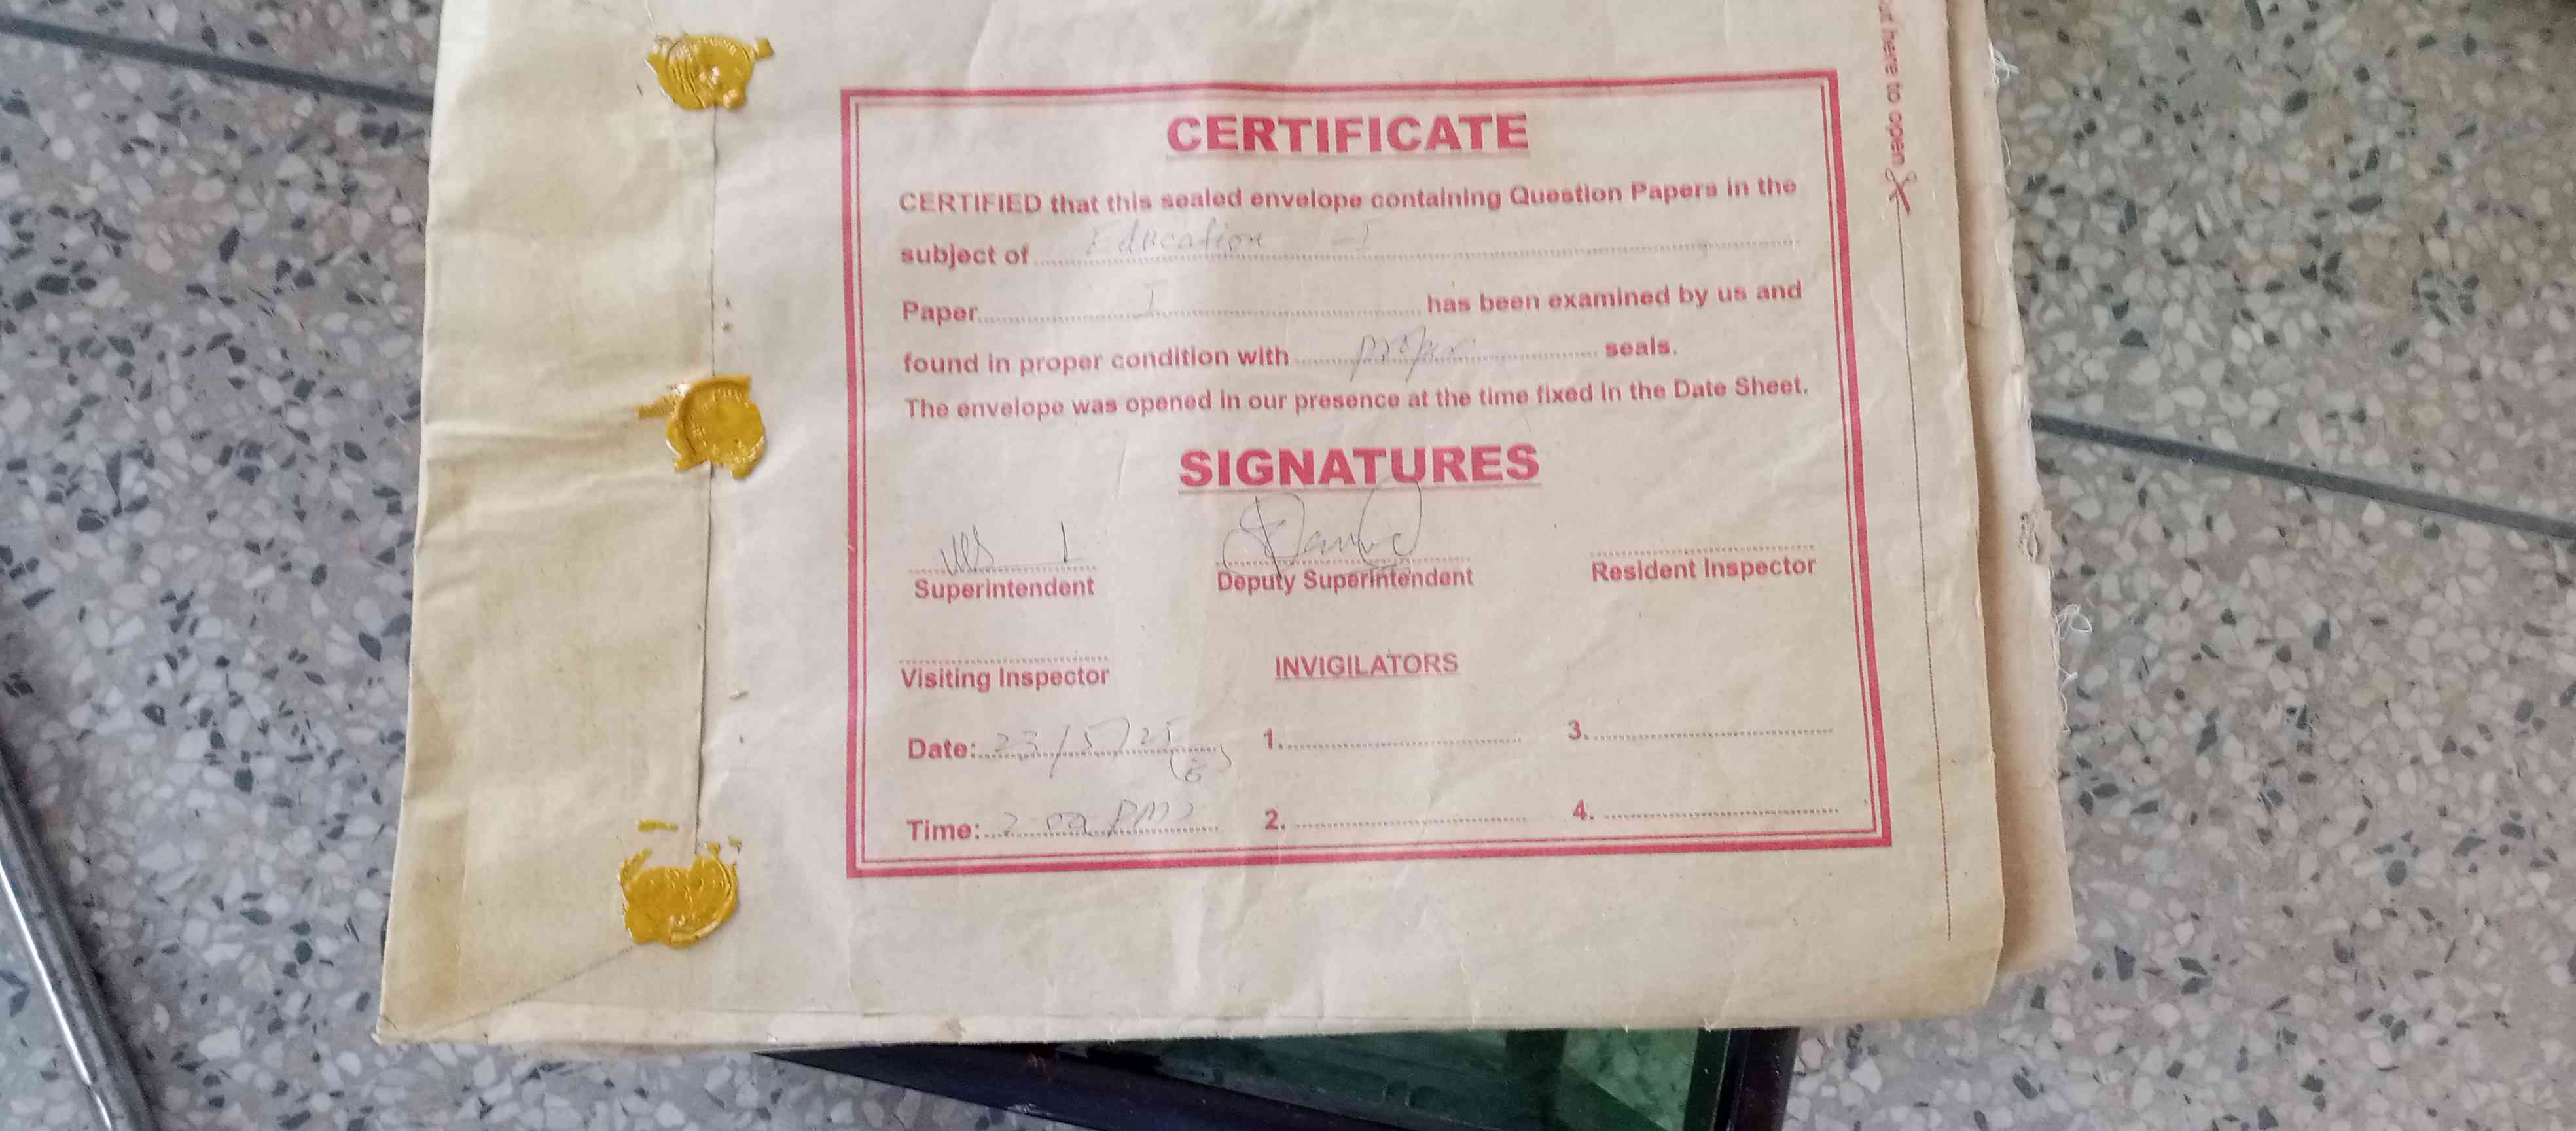 CERTIFICATE
CERTIFIED that this sealed envelope containing Question Papers in the
subject of Education - I
Paper I has been examined by us and
found in proper condition with proper seals.
The envelope was opened in our presence at the time fixed in the Date Sheet.
SIGNATURES
Superintendent Deputy Superintendent Resident Inspector
Visiting Inspector INVIGILATORS
Date: 23/5/25 1. 3.
(E)
Time: 2:00 PM 2. 4.
here to open